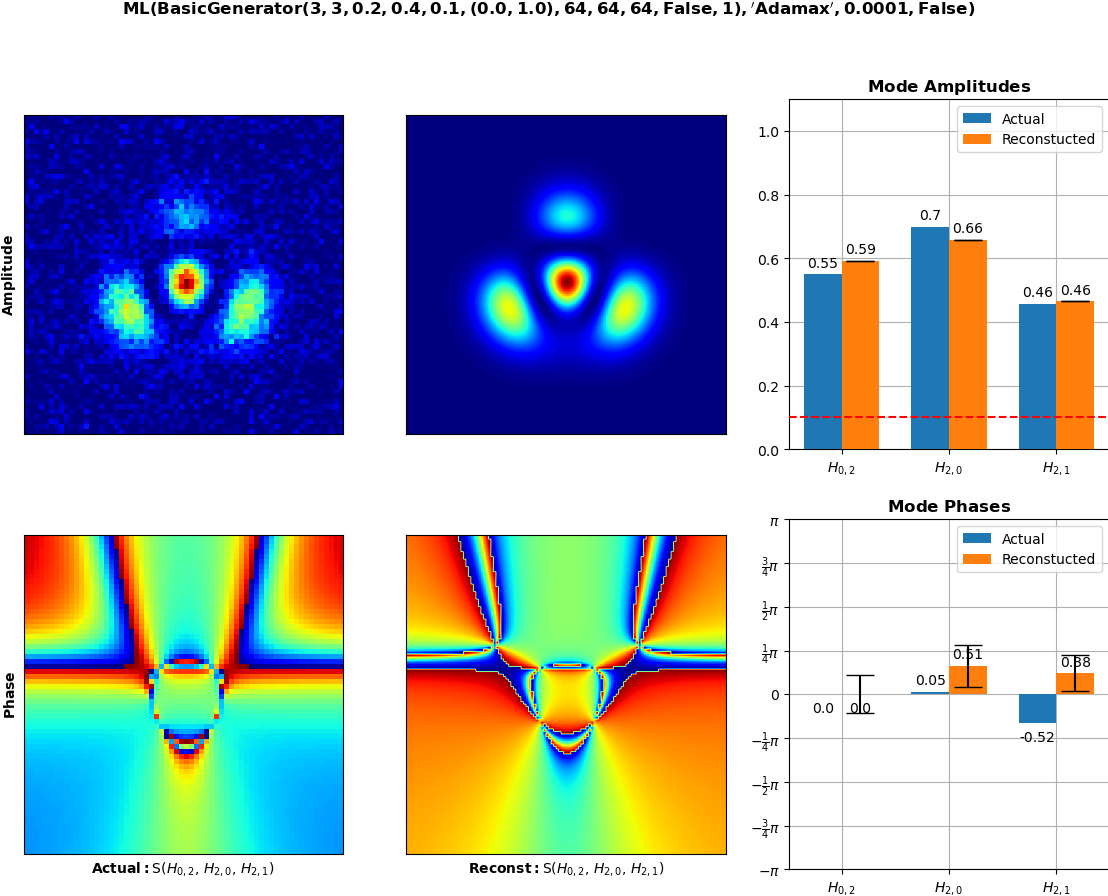 ML(BasicGenerator(3, 3, 0.2, 0.4, 0.1, (0.0, 1.0), 64, 64, 64, False, 1), 'Adamax', 0.0001, False)
Amplitude
Mode Amplitudes
Actual
Reconstucted
1.0
0.8
0.6
0.4
0.2
0.0
0.55
0.59
0.7
0.66
0.46
0.46
H0, 2
H2, 0
H2, 1
Phase
Actual: S(H0, 2, H2, 0, H2, 1)
Reconst: S(H0, 2, H2, 0, H2, 1)
Mode Phases
Actual
Reconstucted
π
3/4π
1/2π
1/4π
0
−1/4π
−1/2π
−3/4π
−π
0.0
0.0
0.05
0.51
-0.52
H0, 2
H2, 0
H2, 1